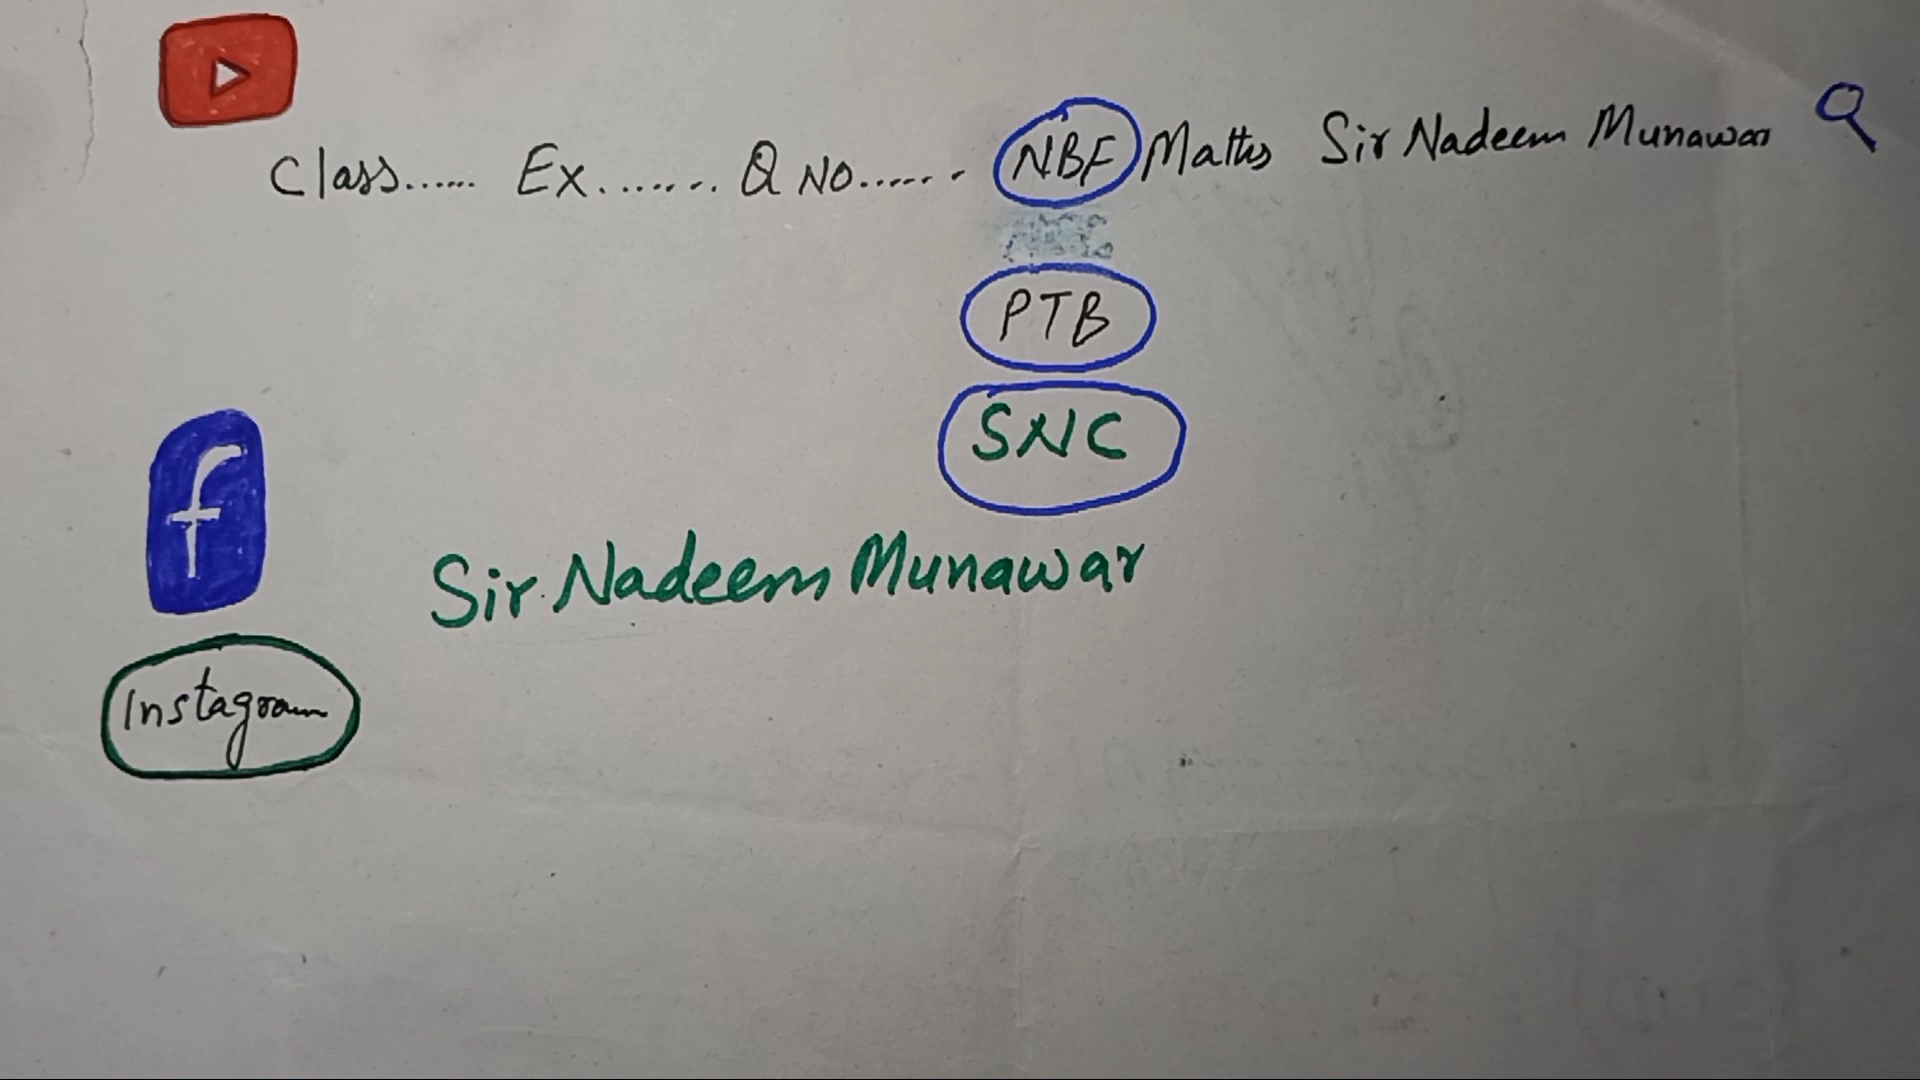 Class...... Ex....... Q No...... NBF Maths Sir Nadeem Munawar
PTB
SNC
f
Sir Nadeem Munawar
Instagram